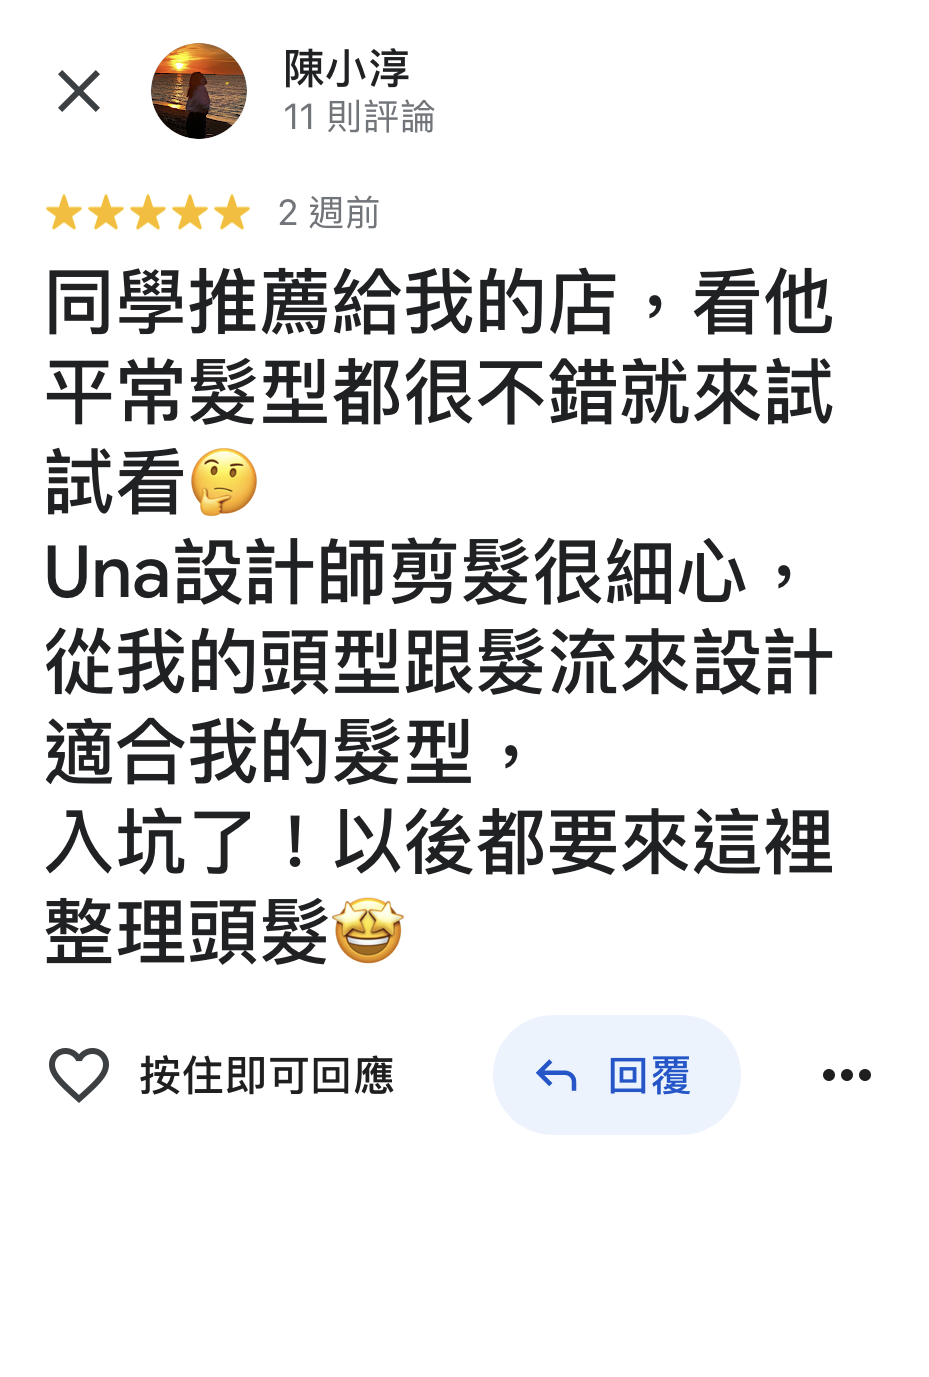 陳小淳
11 則評論
2 週前
同學推薦給我的店，看他
平常髮型都很不錯就來試
試看🤔
Una設計師剪髮很細心，
從我的頭型跟髮流來設計
適合我的髮型，
入坑了！以後都要來這裡
整理頭髮🤩
按住即可回應
回覆